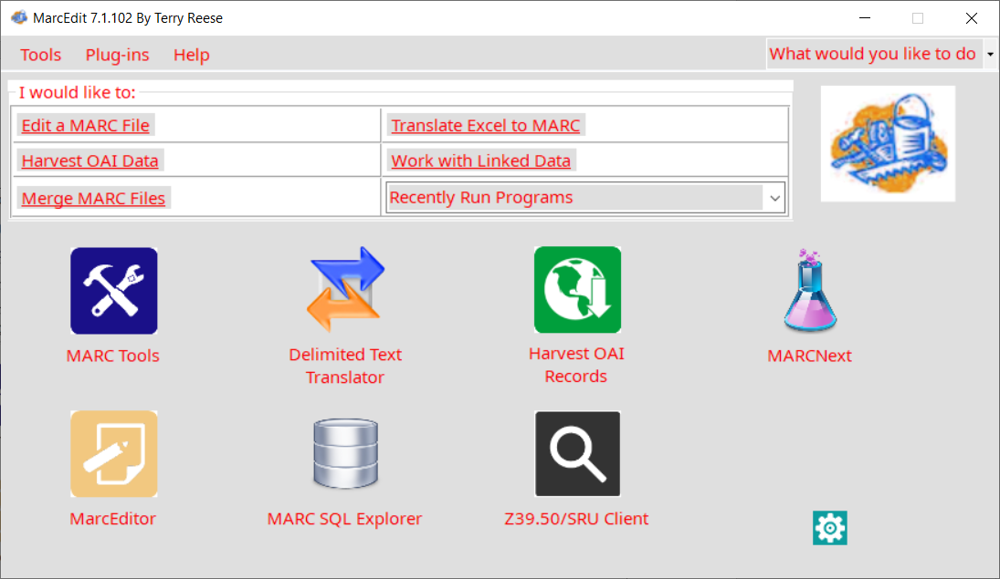 MarcEdit 7.1.102 By Terry Reese
Tools Plug-ins Help What would you like to do
I would like to:
Edit a MARC File Translate Excel to MARC
Harvest OAI Data Work with Linked Data
Merge MARC Files Recently Run Programs
MARC Tools
Delimited Text
Translator
Harvest OAI
Records
MARCNext
MarcEditor
MARC SQL Explorer
Z39.50/SRU Client